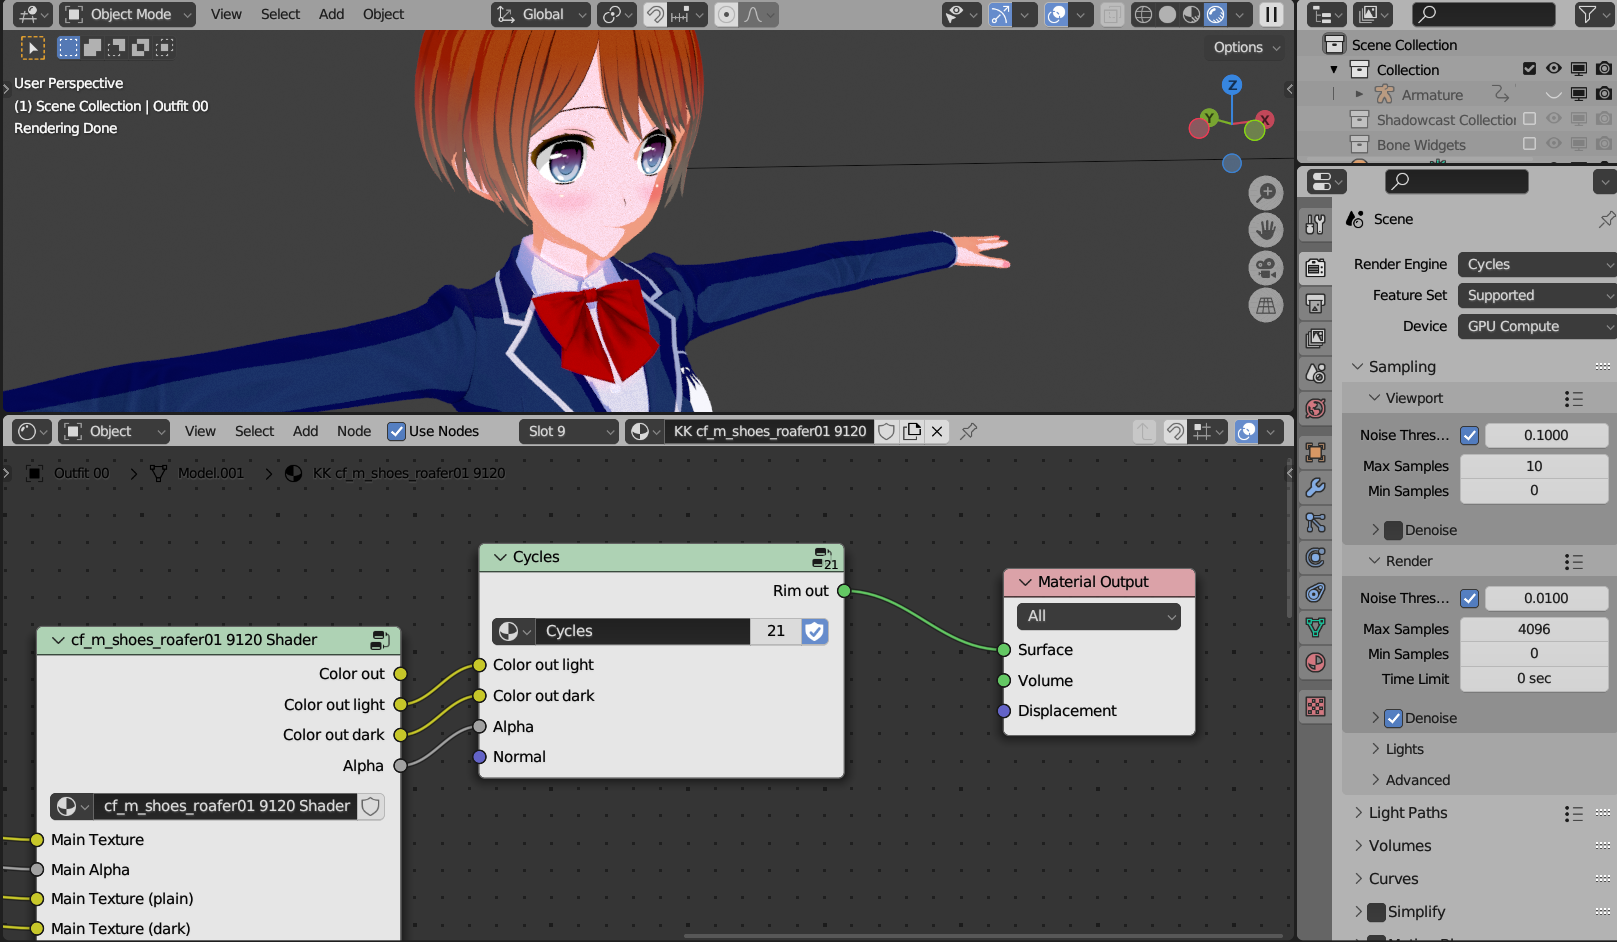 Object Mode View Select Add Object Global
Options
User Perspective
(1) Scene Collection | Outfit 00
Rendering Done
Z
Y
X
Object View Select Add Node Use Nodes Slot 9 KK cf_m_shoes_roafer01 9120
Outfit 00 Model.001 KK cf_m_shoes_roafer01 9120
Cycles
21
Rim out
Cycles 21
Color out light
Color out dark
Alpha
Normal
Material Output
All
Surface
Volume
Displacement
cf_m_shoes_roafer01 9120 Shader
Color out
Color out light
Color out dark
Alpha
cf_m_shoes_roafer01 9120 Shader
Main Texture
Main Alpha
Main Texture (plain)
Main Texture (dark)
Scene Collection
Collection
Armature
Shadowcast Collection
Bone Widgets
Scene
Render Engine Cycles
Feature Set Supported
Device GPU Compute
Sampling
Viewport
Noise Thres... 0.1000
Max Samples 10
Min Samples 0
Denoise
Render
Noise Thres... 0.0100
Max Samples 4096
Min Samples 0
Time Limit 0 sec
Denoise
Lights
Advanced
Light Paths
Volumes
Curves
Simplify